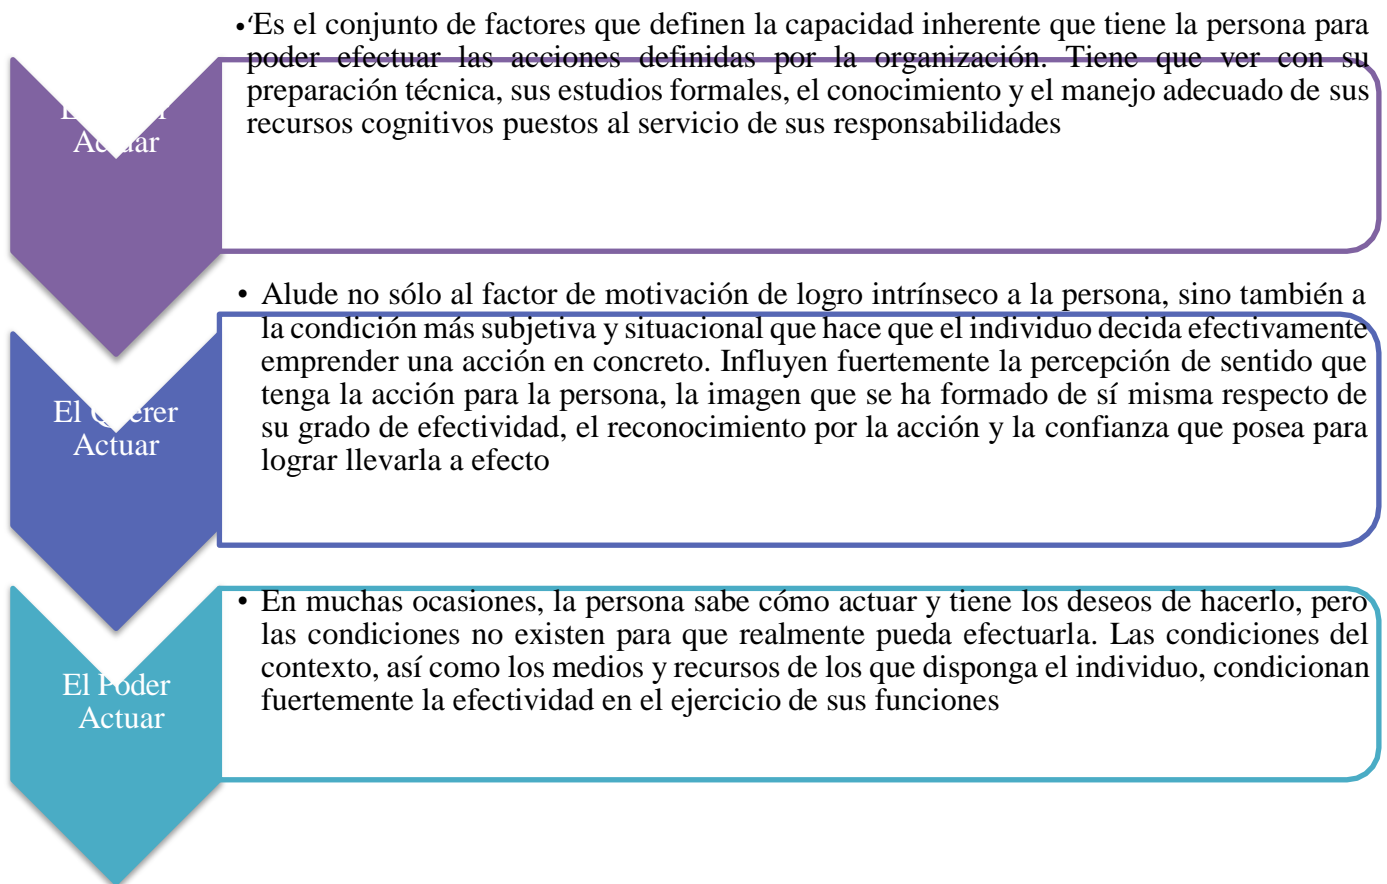 •‘Es el conjunto de factores que definen la capacidad inherente que tiene la persona para
poder efectuar las acciones definidas por la organización. Tiene que ver con su
preparación técnica, sus estudios formales, el conocimiento y el manejo adecuado de sus
recursos cognitivos puestos al servicio de sus responsabilidades
Actuar
• Alude no sólo al factor de motivación de logro intrínseco a la persona, sino también a
la condición más subjetiva y situacional que hace que el individuo decida efectivamente
emprender una acción en concreto. Influyen fuertemente la percepción de sentido que
tenga la acción para la persona, la imagen que se ha formado de sí misma respecto de
su grado de efectividad, el reconocimiento por la acción y la confianza que posea para
lograr llevarla a efecto
El Querer
Actuar
• En muchas ocasiones, la persona sabe cómo actuar y tiene los deseos de hacerlo, pero
las condiciones no existen para que realmente pueda efectuarla. Las condiciones del
contexto, así como los medios y recursos de los que disponga el individuo, condicionan
fuertemente la efectividad en el ejercicio de sus funciones
El Poder
Actuar